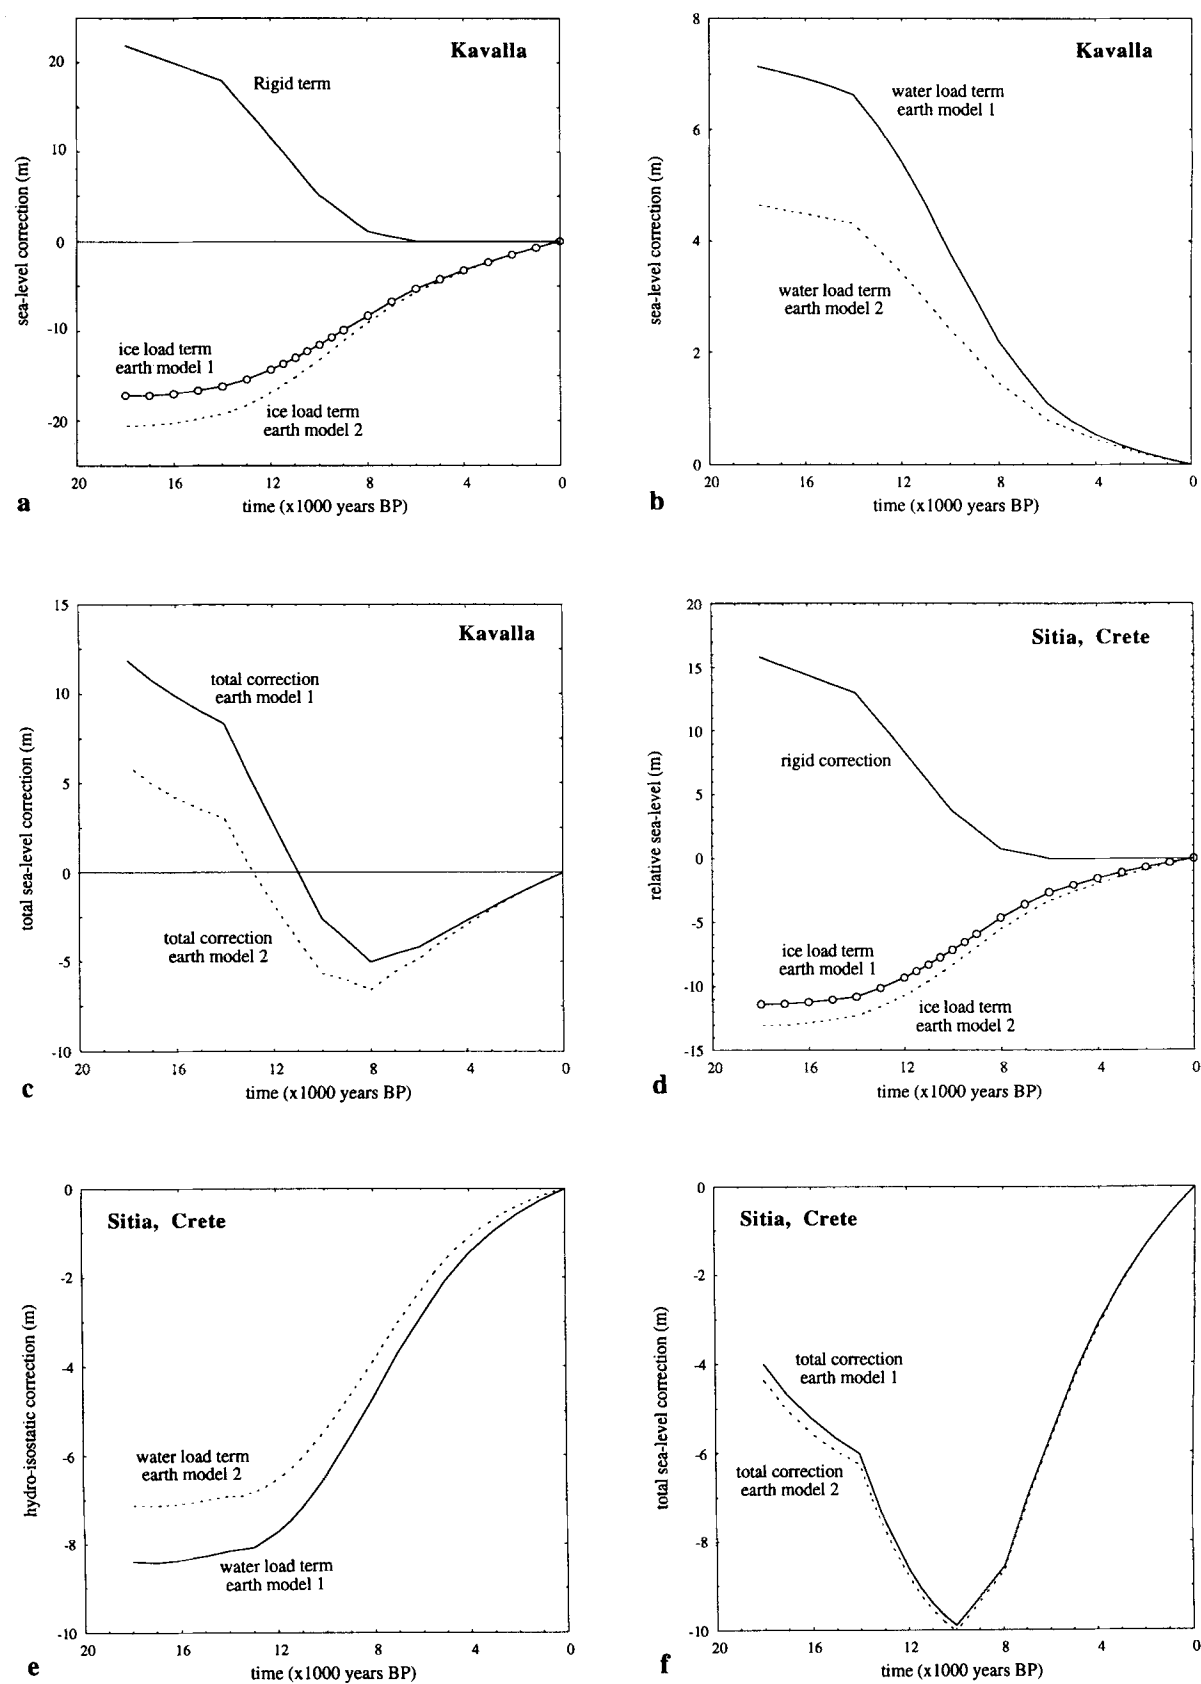 Kavalla
Rigid term
ice load term
earth model 1
ice load term
earth model 2
sea-level correction (m)
20
10
0
-10
-20
20 16 12 8 4 0
time (x1000 years BP)
a
Kavalla
water load term
earth model 1
water load term
earth model 2
sea-level correction (m)
8
6
4
2
0
20 16 12 8 4 0
time (x1000 years BP)
b
Kavalla
total correction
earth model 1
total correction
earth model 2
total sea-level correction (m)
15
10
5
0
-5
-10
20 16 12 8 4 0
time (x1000 years BP)
c
Sitia, Crete
rigid correction
ice load term
earth model 1
ice load term
earth model 2
relative sea-level (m)
20
15
10
5
0
-5
-10
-15
20 16 12 8 4 0
time (x1000 years BP)
d
Sitia, Crete
water load term
earth model 2
water load term
earth model 1
hydro-isostatic correction (m)
0
-2
-4
-6
-8
-10
20 16 12 8 4 0
time (x1000 years BP)
e
Sitia, Crete
total correction
earth model 1
total correction
earth model 2
total sea-level correction (m)
0
-2
-4
-6
-8
-10
20 16 12 8 4 0
time (x1000 years BP)
f